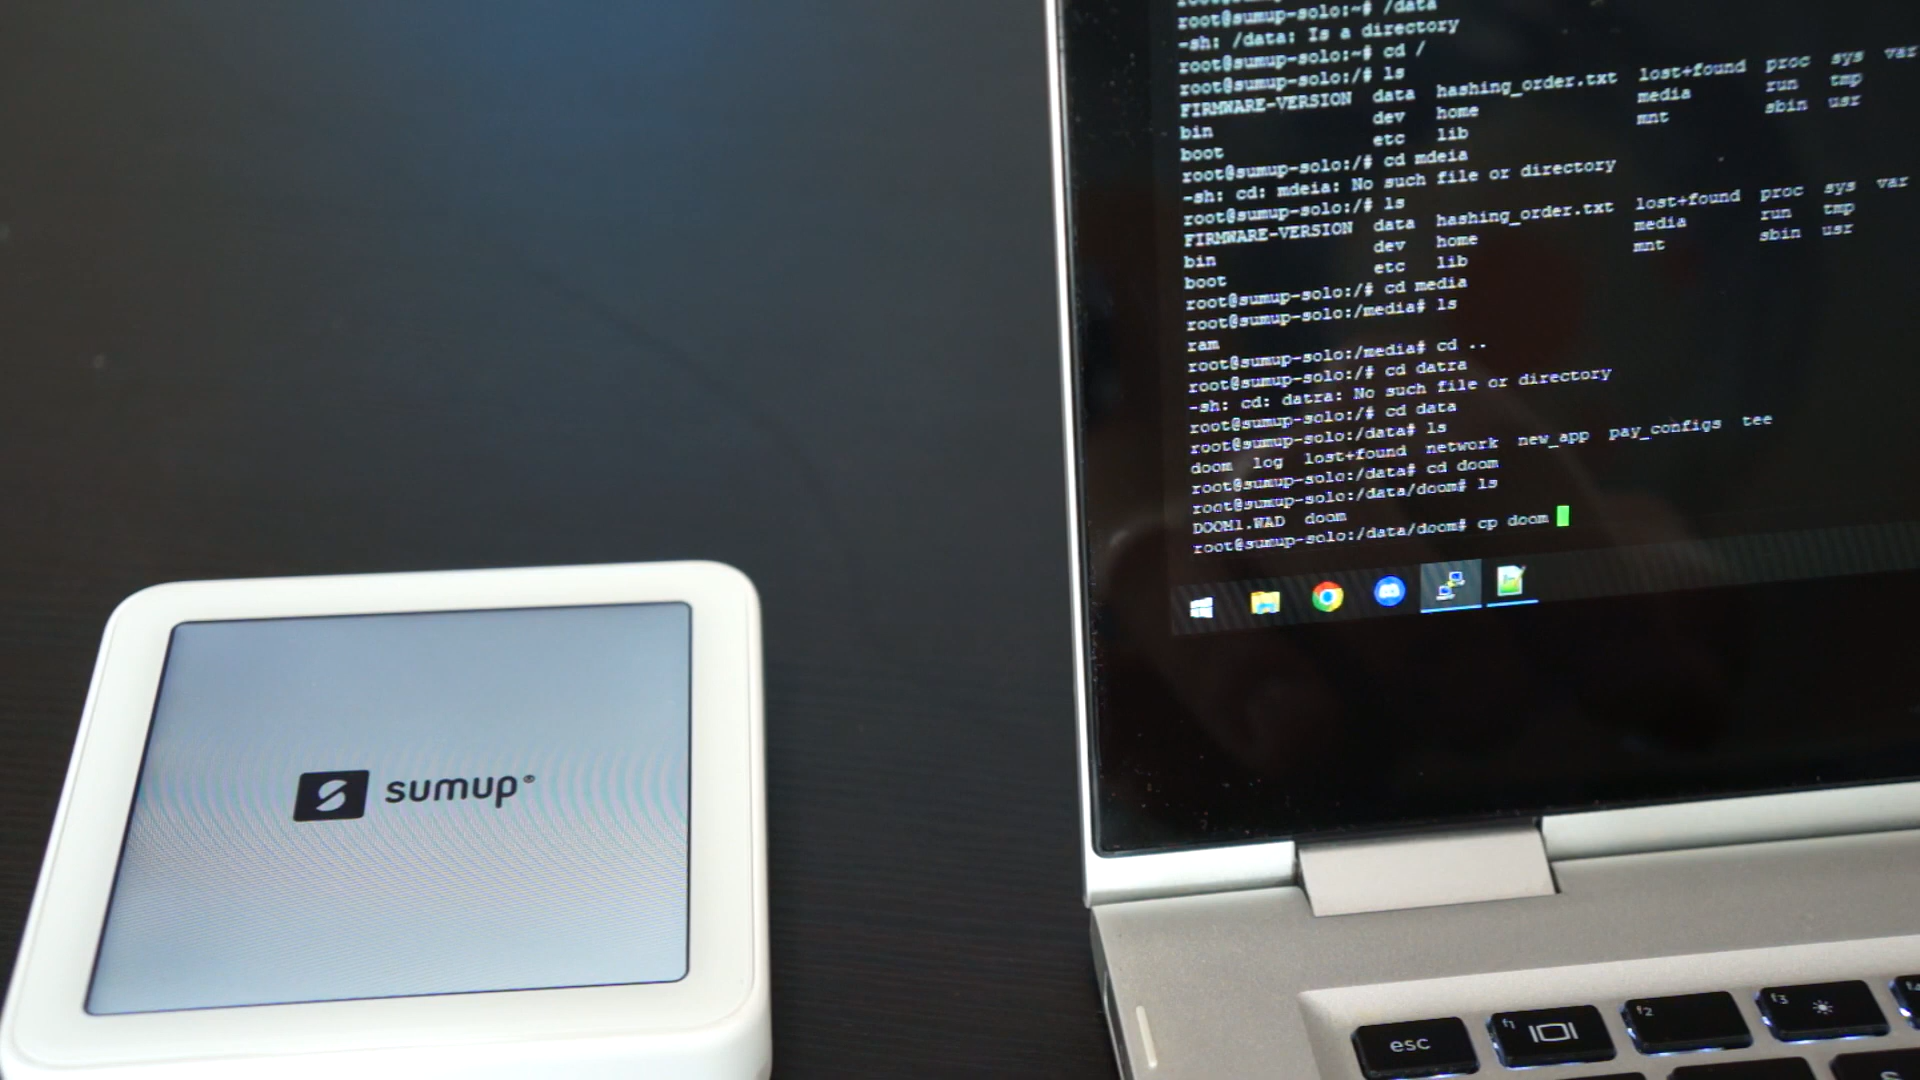 root@sumup-solo:~# /data
-sh: /data: Is a directory
root@sumup-solo:~# cd /
root@sumup-solo:/# ls
FIRMWARE-VERSION data hashing_order.txt lost+found proc sys var
bin dev home media run tmp
boot etc lib mnt sbin usr
root@sumup-solo:/# cd mdeia
-sh: cd: mdeia: No such file or directory
root@sumup-solo:/# ls
FIRMWARE-VERSION data hashing_order.txt lost+found proc sys var
bin dev home media run tmp
boot etc lib mnt sbin usr
root@sumup-solo:/# cd media
root@sumup-solo:/media# ls
ram
root@sumup-solo:/media# cd ..
root@sumup-solo:/# cd datra
-sh: cd: datra: No such file or directory
root@sumup-solo:/# cd data
root@sumup-solo:/data# ls
doom log lost+found network new_app pay_configs tee
root@sumup-solo:/data# cd doom
root@sumup-solo:/data/doom# ls
DOOM1.WAD doom
root@sumup-solo:/data/doom# cp doom
sumup®
esc f1 f2 f3